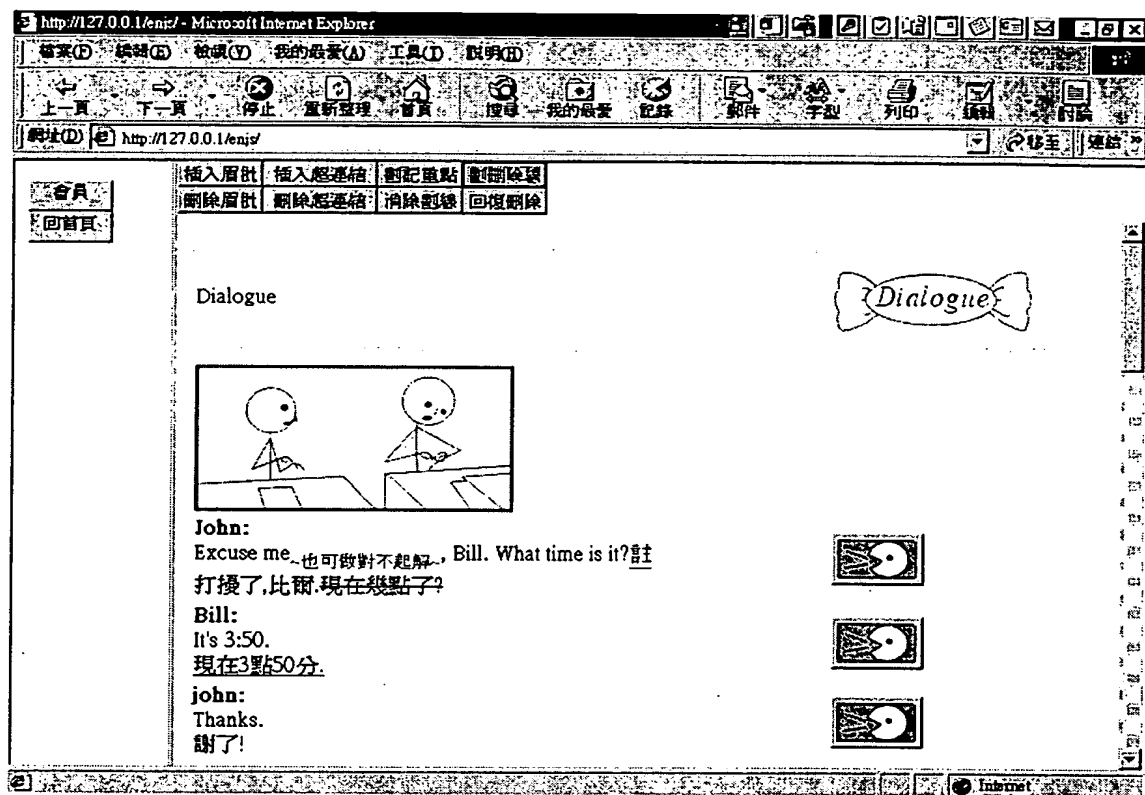 http://127.0.0.1/enjs/ - Microsoft Internet Explorer
檔案(F) 編輯(E) 檢視(V) 我的最愛(A) 工具(T) 說明(H)
上一頁 下一頁 停止 重新整理 首頁 搜尋 我的最愛 記錄 郵件 字型 列印 編輯 討論
網址(D) http://127.0.0.1/enjs/ 移至 連結 »
會員
回首頁
插入眉批 插入超連結 劃記重點 劃刪除線
刪除眉批 刪除超連結 消除劃線 回復刪除
Dialogue
Dialogue
John:
Excuse me ~也可做對不起解~, Bill. What time is it?註
打擾了,比爾.現在幾點了?
Bill:
It's 3:50.
現在3點50分.
john:
Thanks.
謝了!
Internet